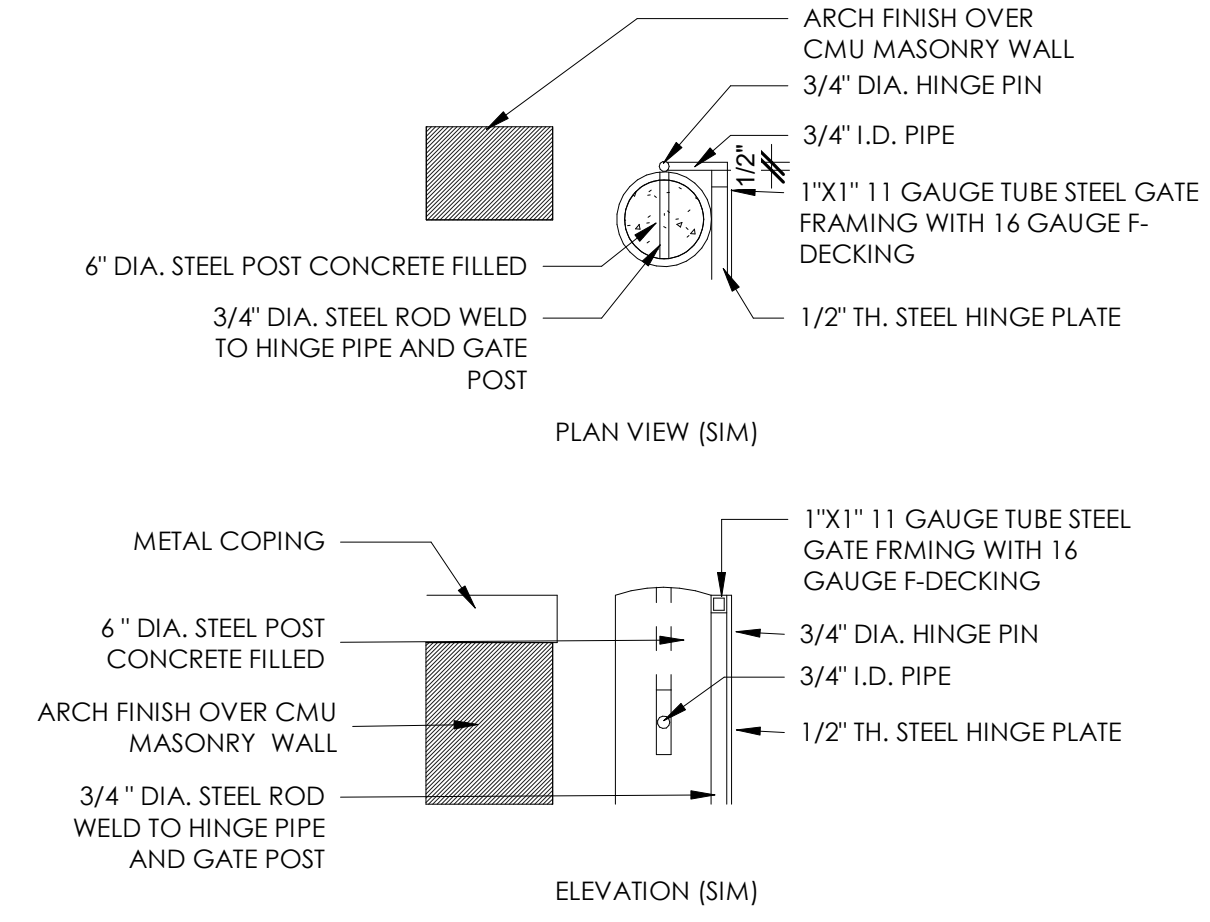 ARCH FINISH OVER
CMU MASONRY WALL
3/4" DIA. HINGE PIN
3/4" I.D. PIPE
1/2"
1"X1" 11 GAUGE TUBE STEEL GATE
FRAMING WITH 16 GAUGE F-
DECKING
6" DIA. STEEL POST CONCRETE FILLED
3/4" DIA. STEEL ROD WELD
TO HINGE PIPE AND GATE
POST
1/2" TH. STEEL HINGE PLATE
PLAN VIEW (SIM)
METAL COPING
6 " DIA. STEEL POST
CONCRETE FILLED
ARCH FINISH OVER CMU
MASONRY WALL
3/4 " DIA. STEEL ROD
WELD TO HINGE PIPE
AND GATE POST
1"X1" 11 GAUGE TUBE STEEL
GATE FRMING WITH 16
GAUGE F-DECKING
3/4" DIA. HINGE PIN
3/4" I.D. PIPE
1/2" TH. STEEL HINGE PLATE
ELEVATION (SIM)